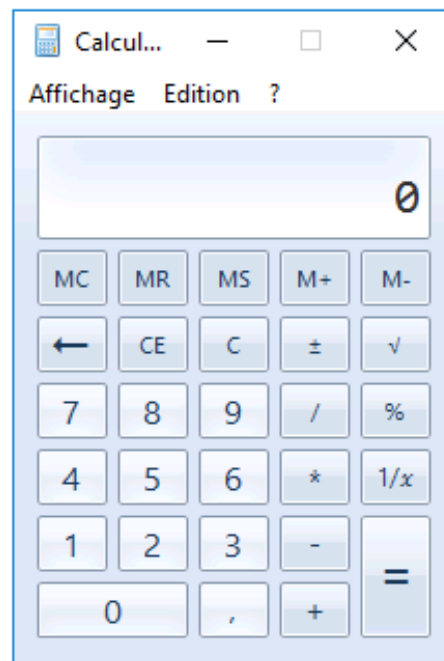 Calcul...
Affichage Edition ?
0
MC MR MS M+ M-
← CE C ± √
7 8 9 / %
4 5 6 * 1/x
1 2 3 - =
0 , +